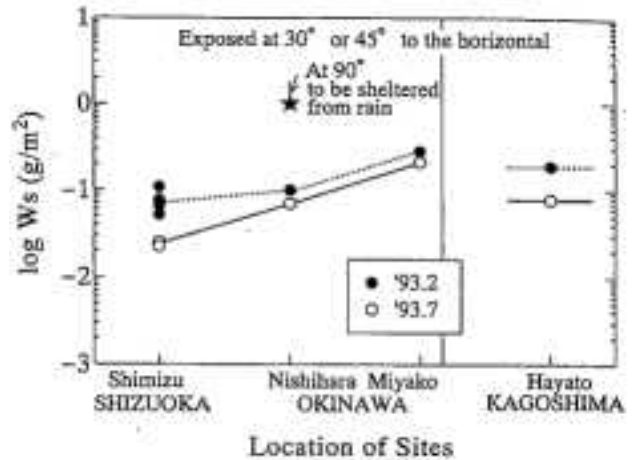 1
0
−1
−2
−3
log Ws (g/m²)
Exposed at 30° or 45° to the horizontal
At 90°
to be sheltered
from rain
● '93.2
○ '93.7
Shimizu Nishihara Miyako Hayato
SHIZUOKA OKINAWA KAGOSHIMA
Location of Sites